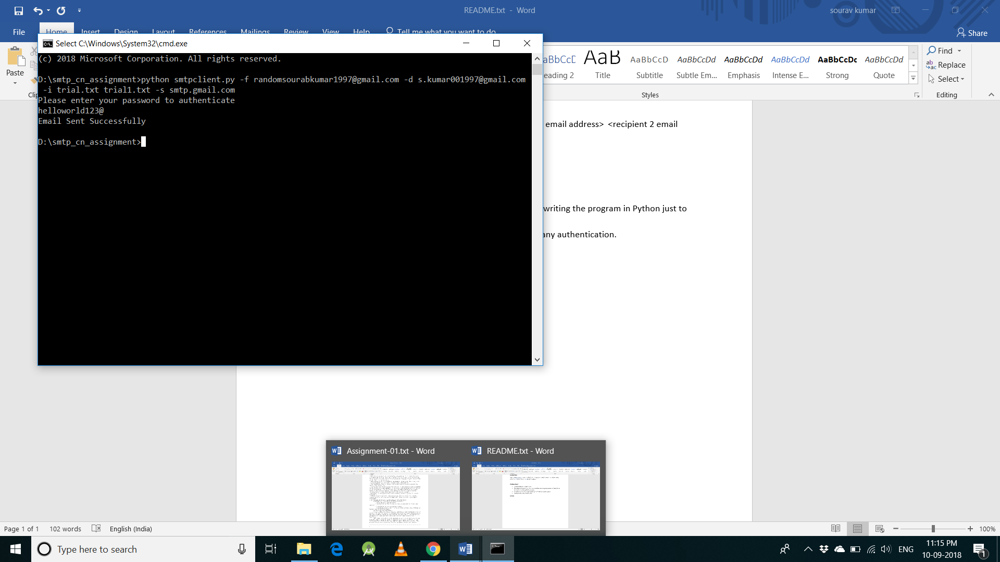 README.txt - Word
sourav kumar
File
Home
Insert
Design
Layout
References
Mailings
Review
View
Help
Tell me what you want to do
Share
Select C:\Windows\System32\cmd.exe
(c) 2018 Microsoft Corporation. All rights reserved.
D:\smtp_cn_assignment>python smtpclient.py -f randomsourabkumar1997@gmail.com -d s.kumar001997@gmail.com
-i trial.txt trial1.txt -s smtp.gmail.com
Please enter your password to authenticate
helloworld123@
Email Sent Successfully
D:\smtp_cn_assignment>
Paste
Clip
aBbCcD AaB AaBbCcD AaBbCcDd AaBbCcDd AaBbCcDd AaBbCcDc AaBbCcDd
eading 2 Title Subtitle Subtle Em... Emphasis Intense E... Strong Quote
Styles
Find
Replace
Select
Editing
email address> <recipient 2 email
writing the program in Python just to
any authentication.
Assignment-01.txt - Word
README.txt - Word
Page 1 of 1 102 words English (India)
100%
Type here to search
ENG
11:15 PM
10-09-2018
1